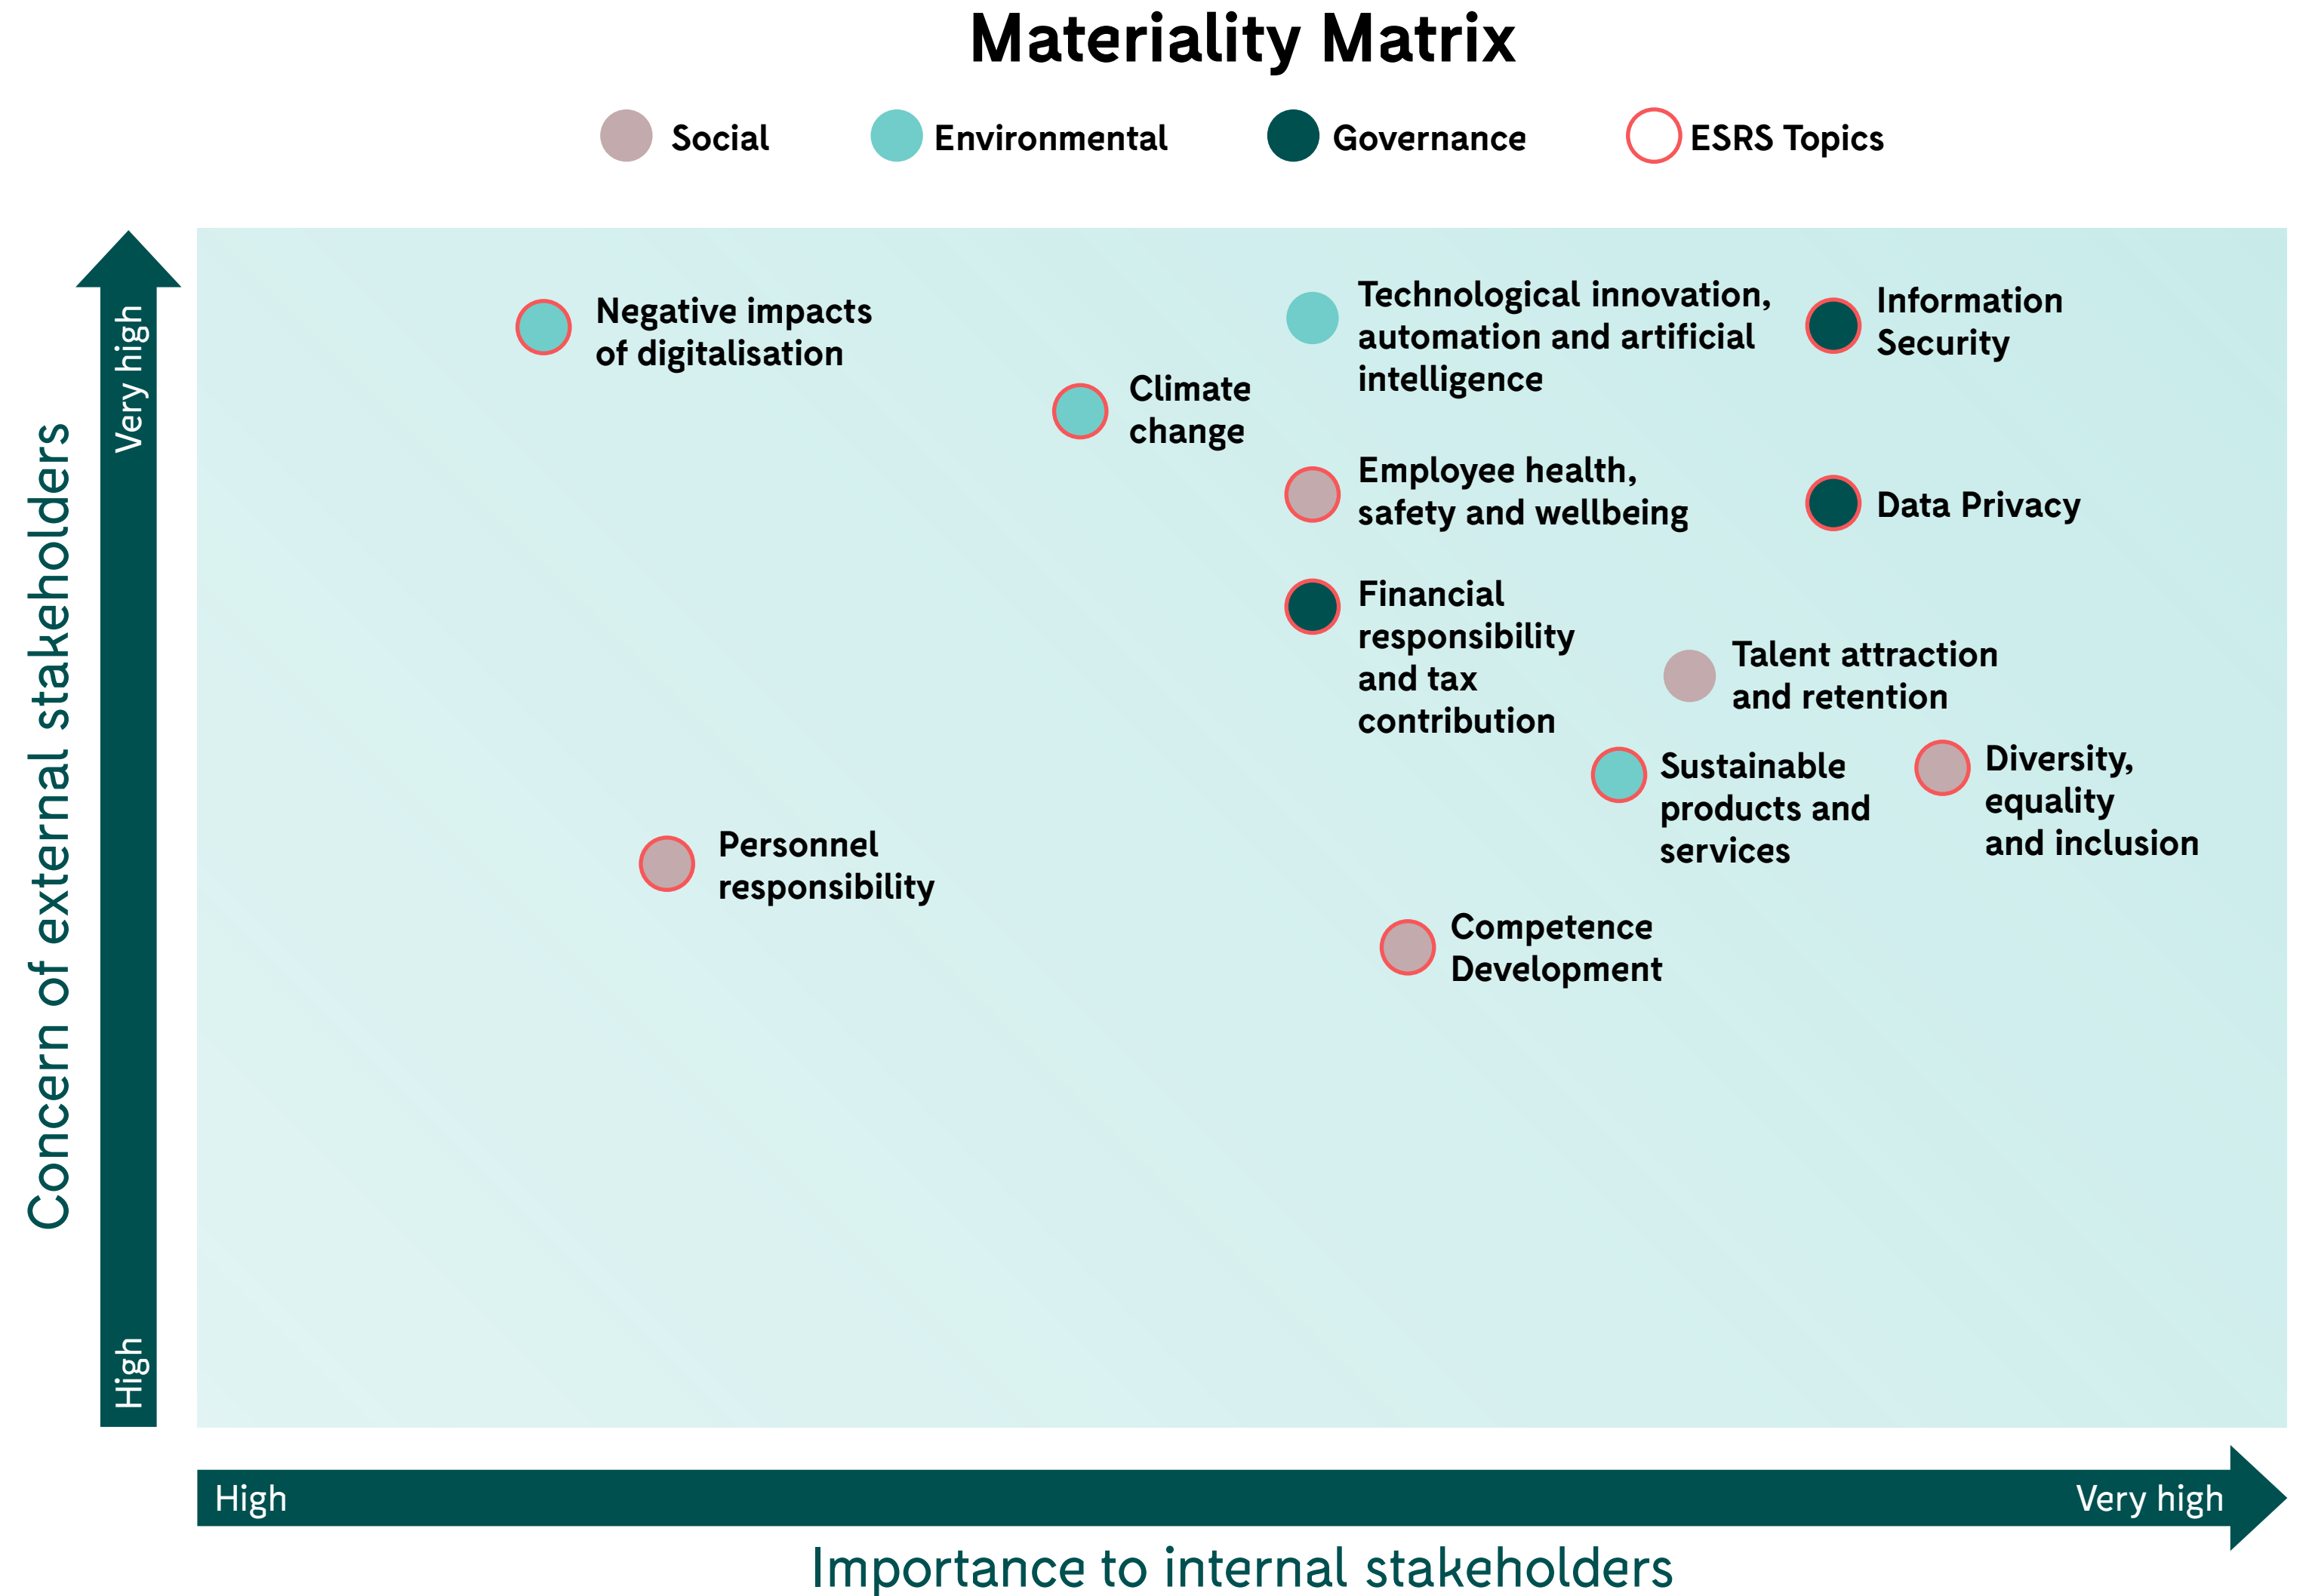 Materiality Matrix
Social
Environmental
Governance
ESRS Topics
Concern of external stakeholders
Very high
High
Negative impacts
of digitalisation
Climate
change
Technological innovation,
automation and artificial
intelligence
Information
Security
Employee health,
safety and wellbeing
Data Privacy
Financial
responsibility
and tax
contribution
Talent attraction
and retention
Sustainable
products and
services
Diversity,
equality
and inclusion
Personnel
responsibility
Competence
Development
High
Very high
Importance to internal stakeholders